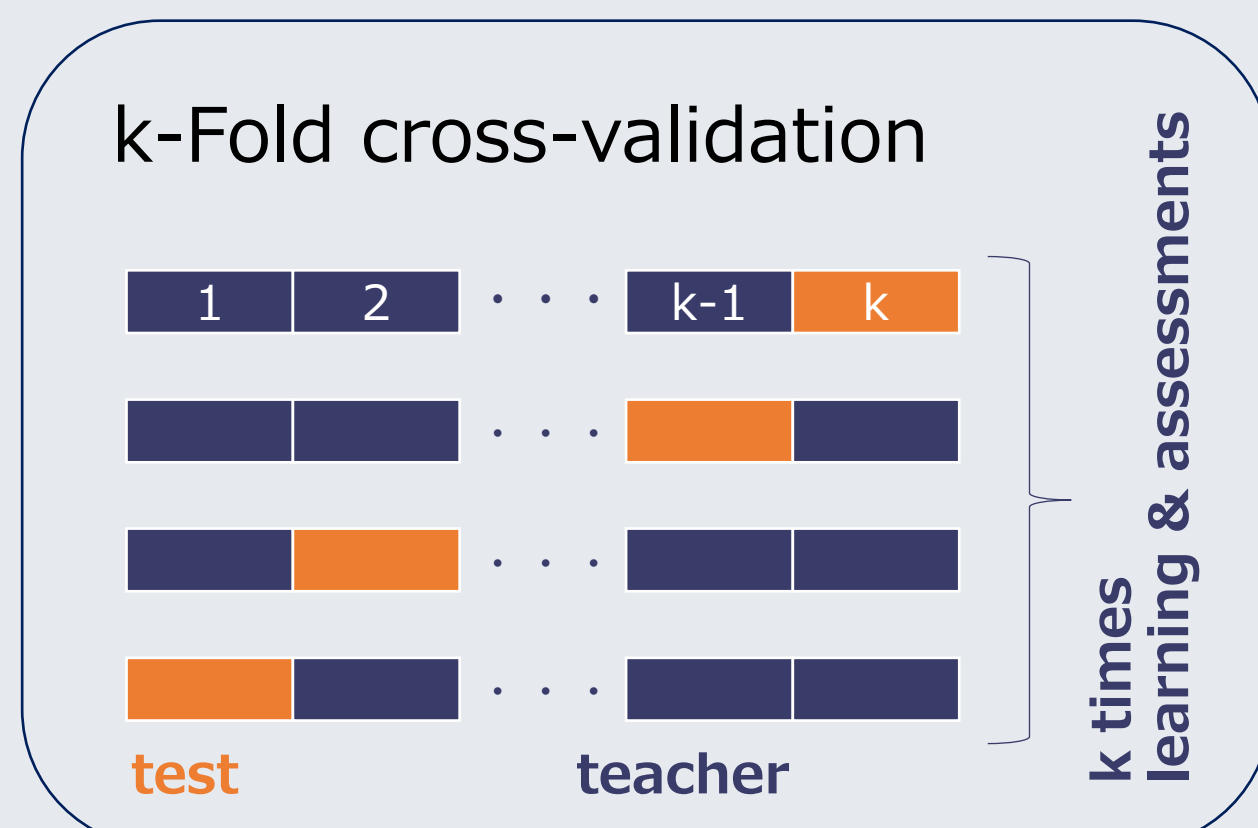 k-Fold cross-validation
1 2 · · · k-1 k
· · ·
· · ·
· · ·
test teacher
k times
learning & assessments